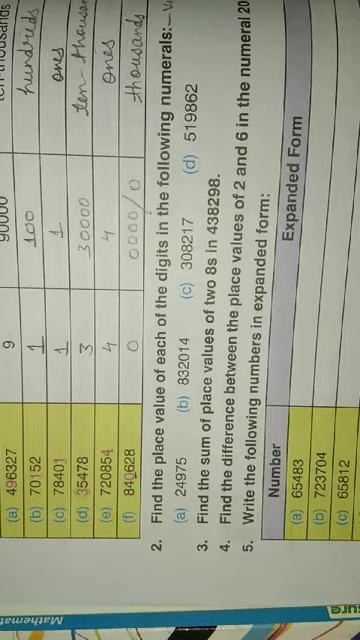 ten-thousands
9 90000
(a) 496327
(b) 70152 1 100 hundreds
(c) 78401 1 1 ones
(d) 35478 3 30000 ten-thousan
(e) 720854 4 4 ones
(f) 840628 0 0000/0 thousands
2. Find the place value of each of the digits in the following numerals:–
(a) 24975 (b) 832014 (c) 308217 (d) 519862
3. Find the sum of place values of two 8s in 438298.
4. Find the difference between the place values of 2 and 6 in the numeral 20
5. Write the following numbers in expanded form:
Number Expanded Form
(a) 65483
(b) 723704
(c) 65812
Mathemat
sure